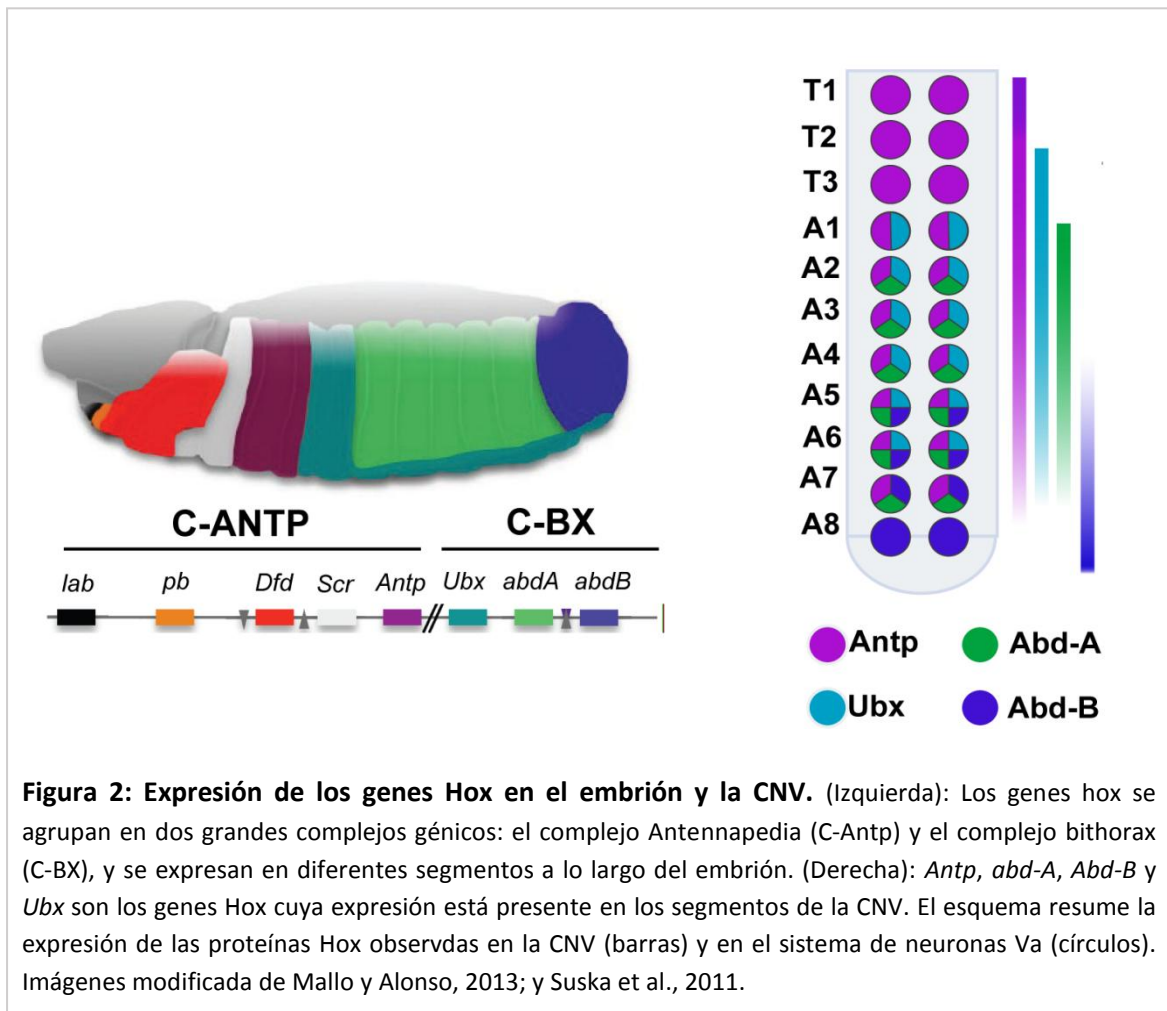 C-ANTP C-BX
lab pb Dfd Scr Antp Ubx abdA abdB
T1
T2
T3
A1
A2
A3
A4
A5
A6
A7
A8
Antp Abd-A
Ubx Abd-B
Figura 2: Expresión de los genes Hox en el embrión y la CNV. (Izquierda): Los genes hox se
agrupan en dos grandes complejos génicos: el complejo Antennapedia (C-Antp) y el complejo bithorax
(C-BX), y se expresan en diferentes segmentos a lo largo del embrión. (Derecha): Antp, abd-A, Abd-B y
Ubx son los genes Hox cuya expresión está presente en los segmentos de la CNV. El esquema resume la
expresión de las proteínas Hox observdas en la CNV (barras) y en el sistema de neuronas Va (círculos).
Imágenes modificada de Mallo y Alonso, 2013; y Suska et al., 2011.